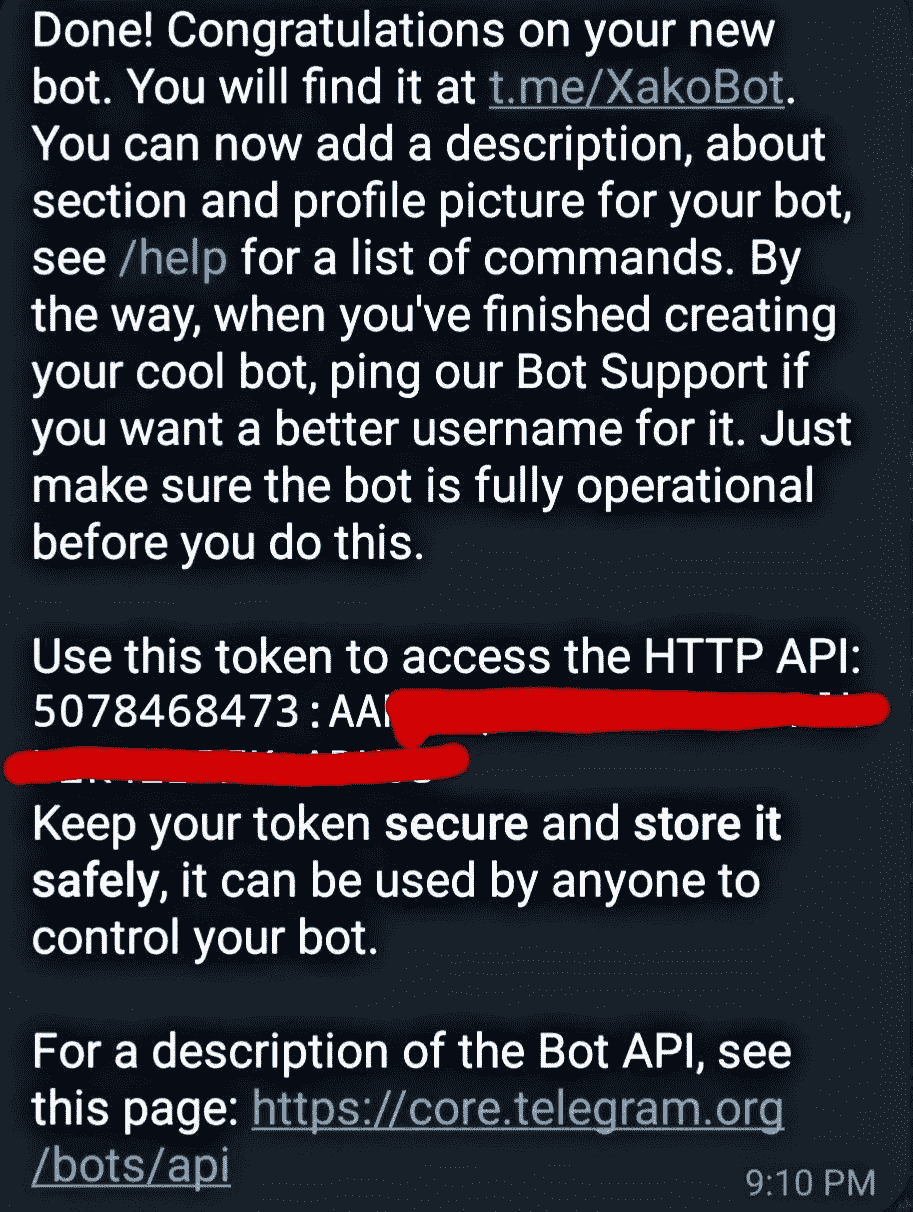 Done! Congratulations on your new
bot. You will find it at t.me/XakoBot.
You can now add a description, about
section and profile picture for your bot,
see /help for a list of commands. By
the way, when you've finished creating
your cool bot, ping our Bot Support if
you want a better username for it. Just
make sure the bot is fully operational
before you do this.
Use this token to access the HTTP API:
5078468473:AA
Keep your token secure and store it
safely, it can be used by anyone to
control your bot.
For a description of the Bot API, see
this page: https://core.telegram.org
/bots/api
9:10 PM